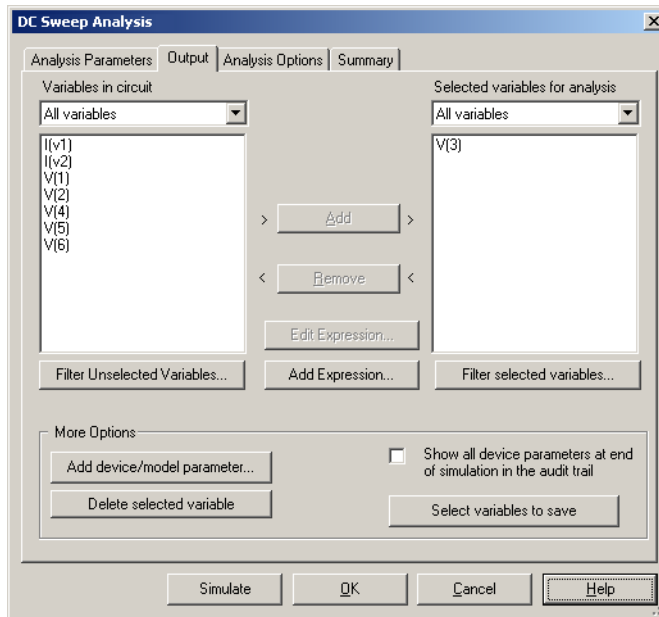 DC Sweep Analysis
Analysis Parameters Output Analysis Options Summary
Variables in circuit
Selected variables for analysis
All variables
All variables
I(v1)
I(v2)
V(1)
V(2)
V(4)
V(5)
V(6)
V(3)
> Add >
< Remove <
Edit Expression...
Filter Unselected Variables...
Add Expression...
Filter selected variables...
More Options
Add device/model parameter...
Delete selected variable
Show all device parameters at end
of simulation in the audit trail
Select variables to save
Simulate OK Cancel Help